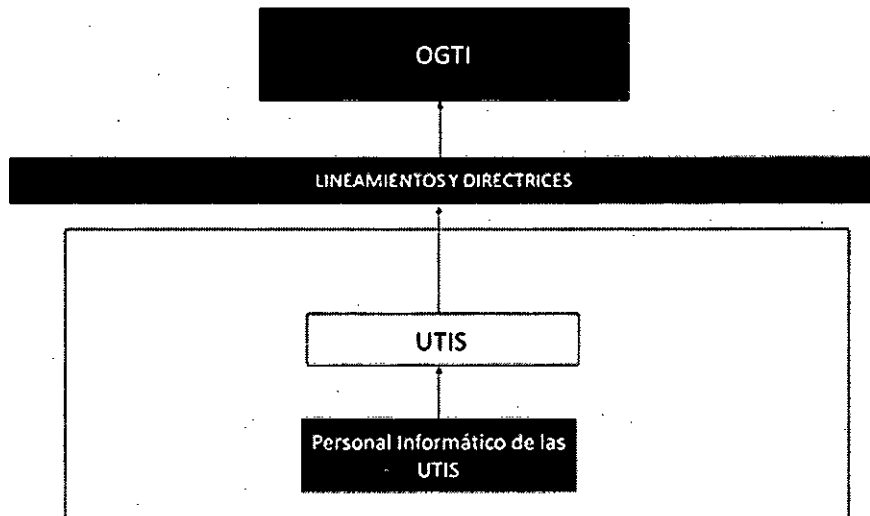 OGTI
LINEAMIENTOS Y DIRECTRICES
UTIS
Personal Informático de las
UTIS